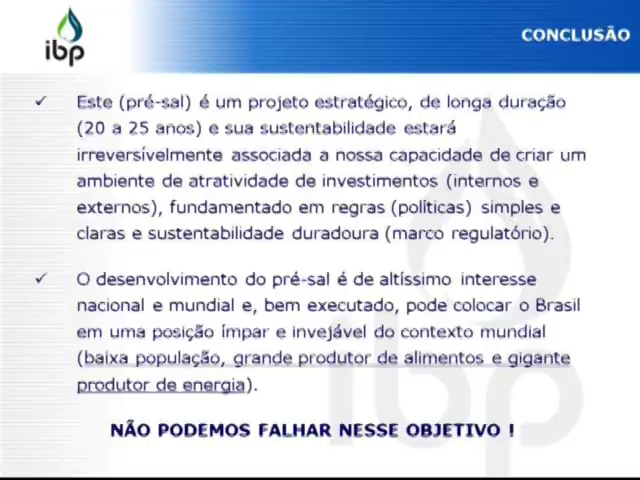 ibp
CONCLUSÃO
✓ Este (pré-sal) é um projeto estratégico, de longa duração
(20 a 25 anos) e sua sustentabilidade estará
irreversívelmente associada a nossa capacidade de criar um
ambiente de atratividade de investimentos (internos e
externos), fundamentado em regras (políticas) simples e
claras e sustentabilidade duradoura (marco regulatório).
✓ O desenvolvimento do pré-sal é de altíssimo interesse
nacional e mundial e, bem executado, pode colocar o Brasil
em uma posição ímpar e invejável do contexto mundial
(baixa população, grande produtor de alimentos e gigante
produtor de energia).
NÃO PODEMOS FALHAR NESSE OBJETIVO !
ibp